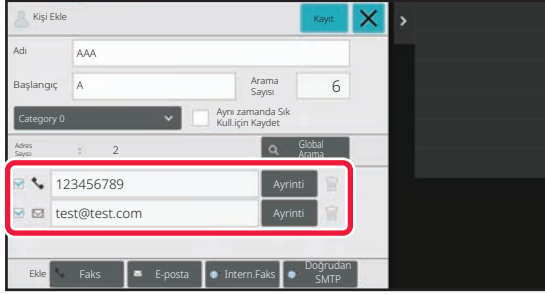 Kişi Ekle
Kayıt
Adı
AAA
Başlangıç
A
Arama
Sayısı
6
Category 0
Aynı zamanda Sık
Kull.için Kaydet
Adres
Sayısı
:
2
Global
Arama
123456789
Ayrinti
test@test.com
Ayrinti
Ekle
Faks
E-posta
Intern.Faks
Doğrudan
SMTP